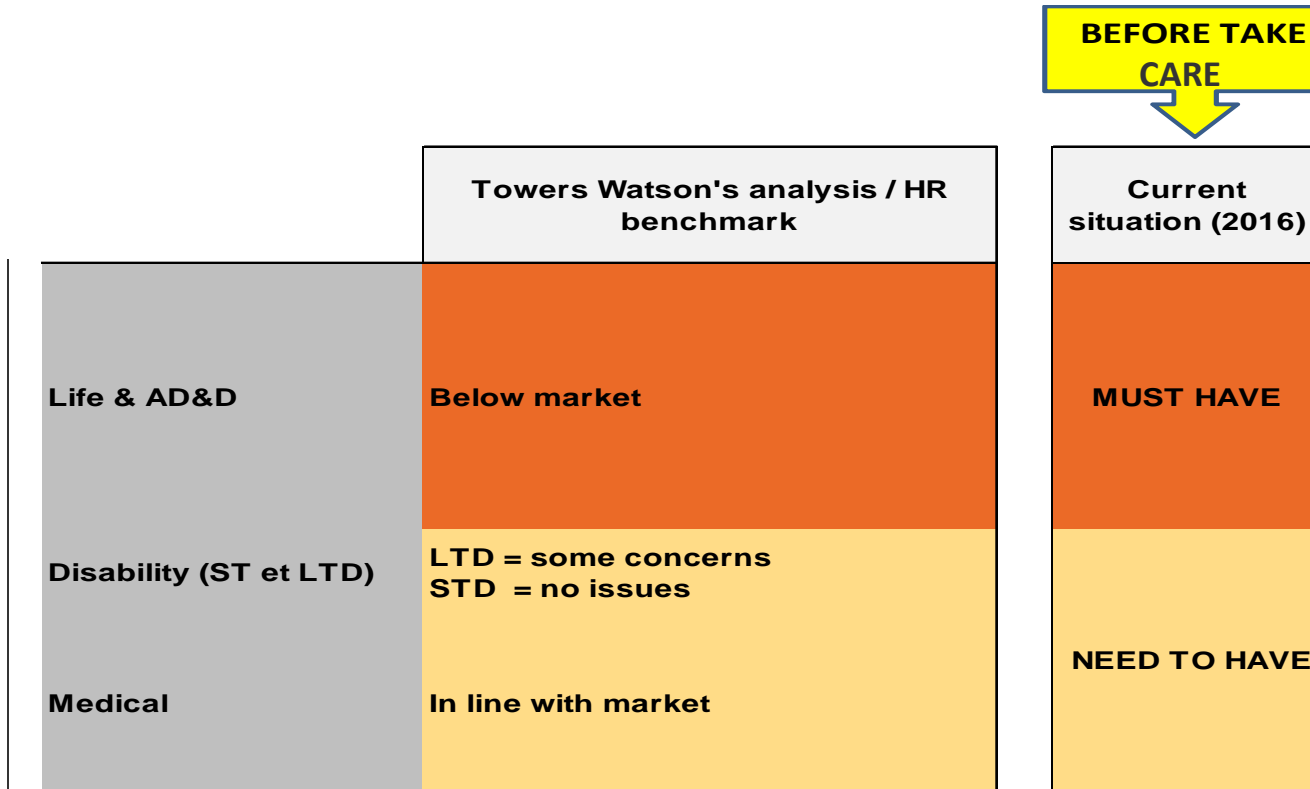 BEFORE TAKE
CARE
Towers Watson's analysis / HR
benchmark
Current
situation (2016)
Life & AD&D
Below market
MUST HAVE
Disability (ST et LTD)
LTD = some concerns
STD = no issues
NEED TO HAVE
Medical
In line with market